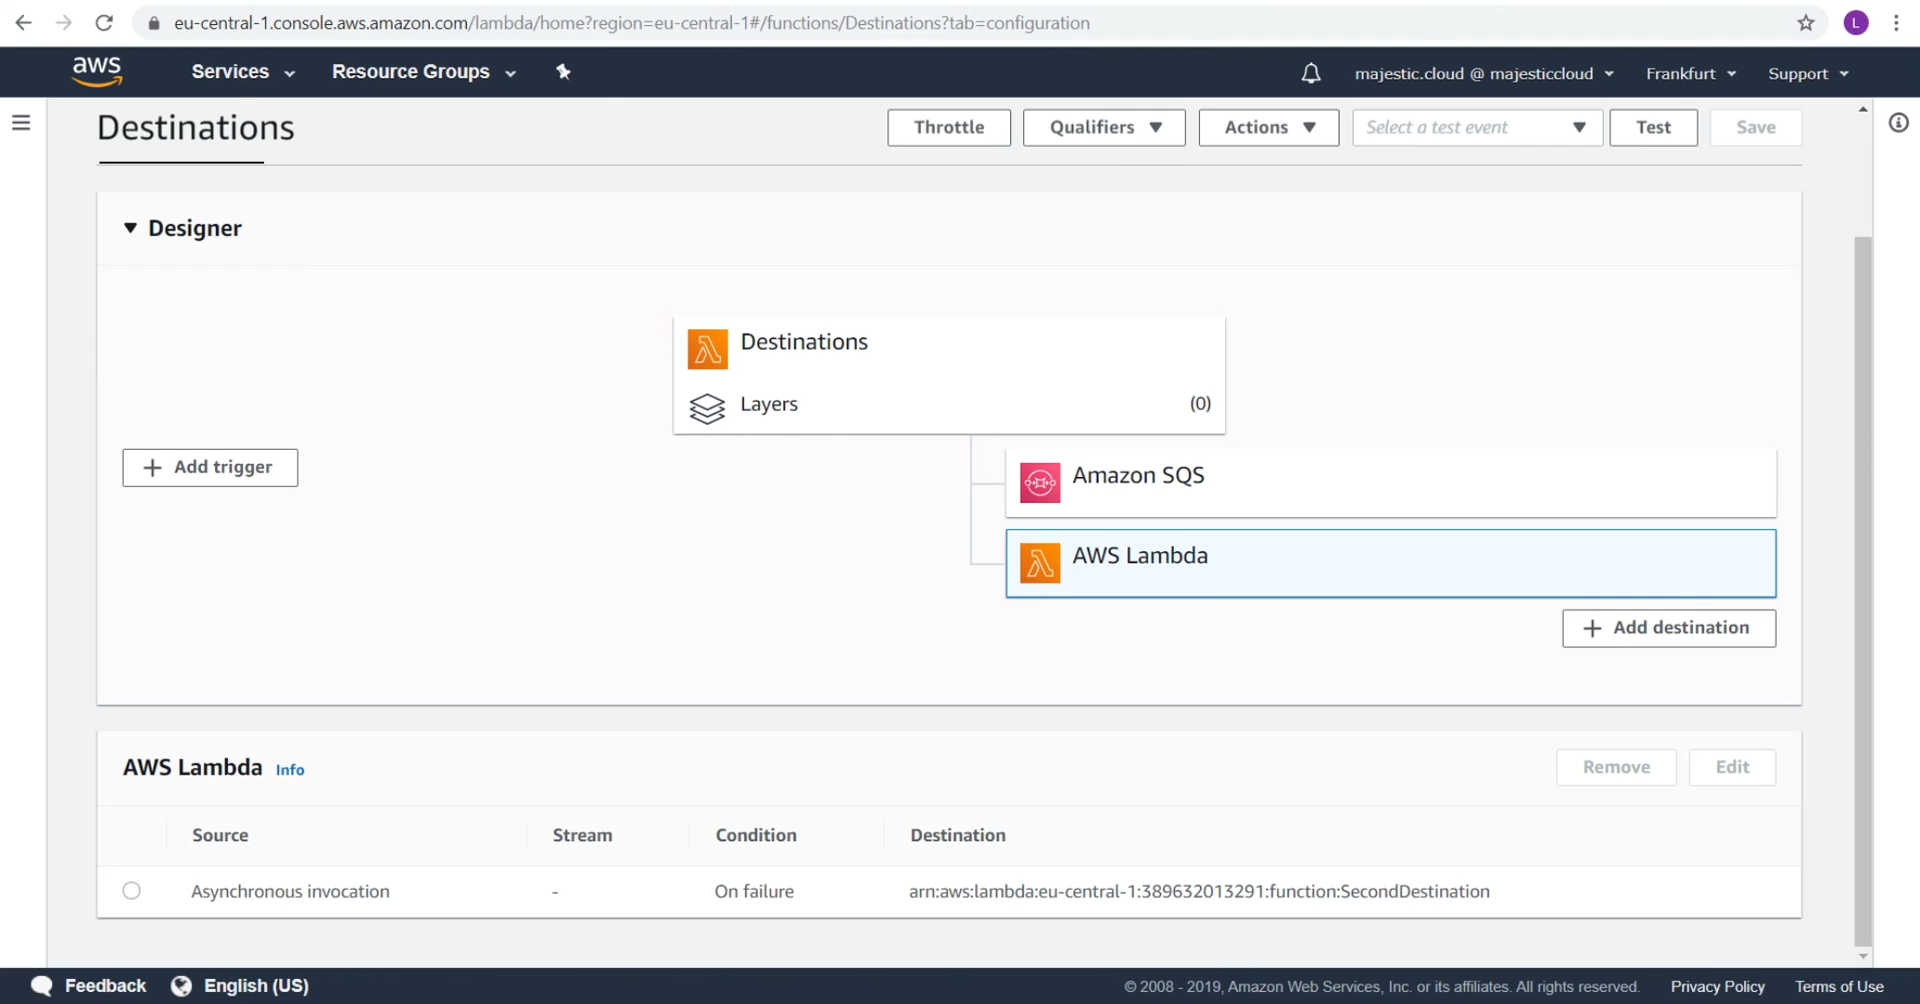 eu-central-1.console.aws.amazon.com/lambda/home?region=eu-central-1#/functions/Destinations?tab=configuration
L
aws Services Resource Groups majestic.cloud @ majesticcloud Frankfurt Support
Destinations Throttle Qualifiers Actions Select a test event Test Save
Designer
Destinations
Layers (0)
Add trigger
Amazon SQS
AWS Lambda
Add destination
AWS Lambda Info Remove Edit
Source Stream Condition Destination
Asynchronous invocation - On failure arn:aws:lambda:eu-central-1:389632013291:function:SecondDestination
Feedback English (US) © 2008 - 2019, Amazon Web Services, Inc. or its affiliates. All rights reserved. Privacy Policy Terms of Use